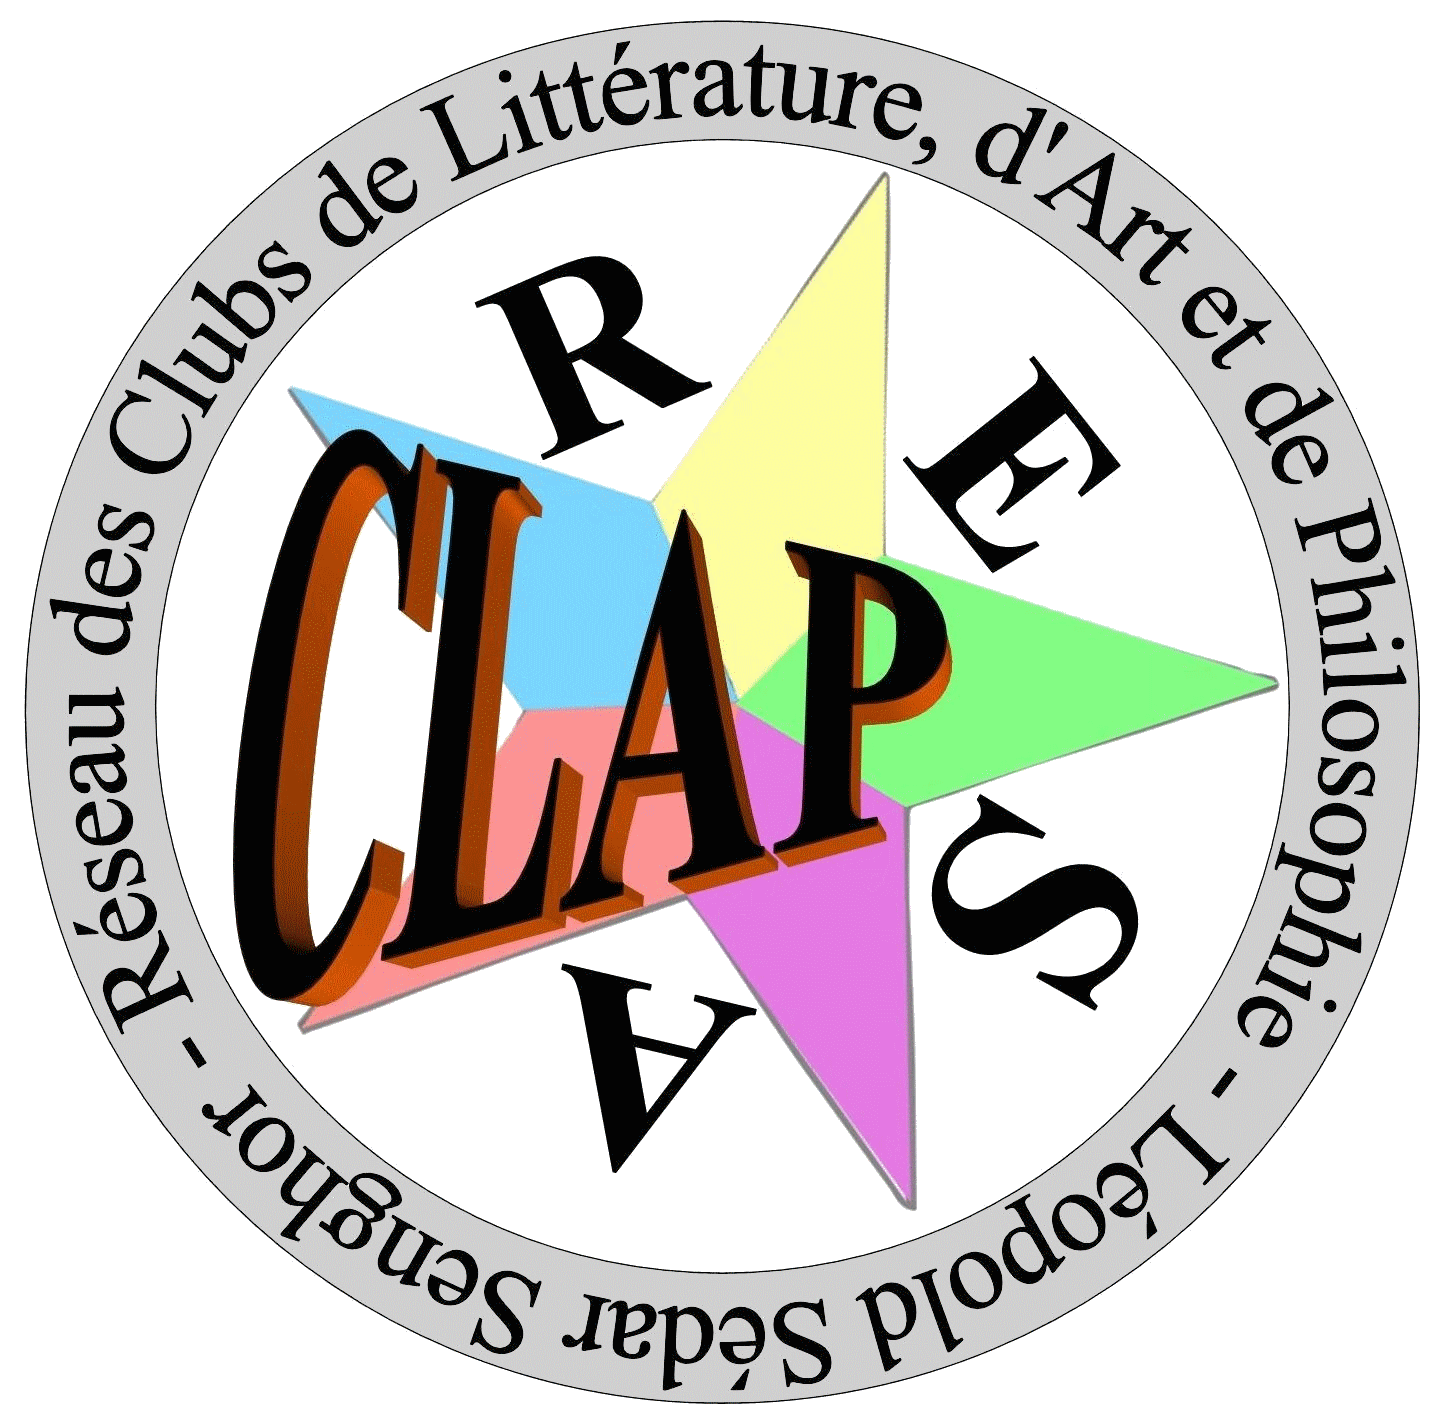 Réseau des Clubs de Littérature, d'Art et de Philosophie - Léopold Sédar Senghor -
R E S A
CLAP